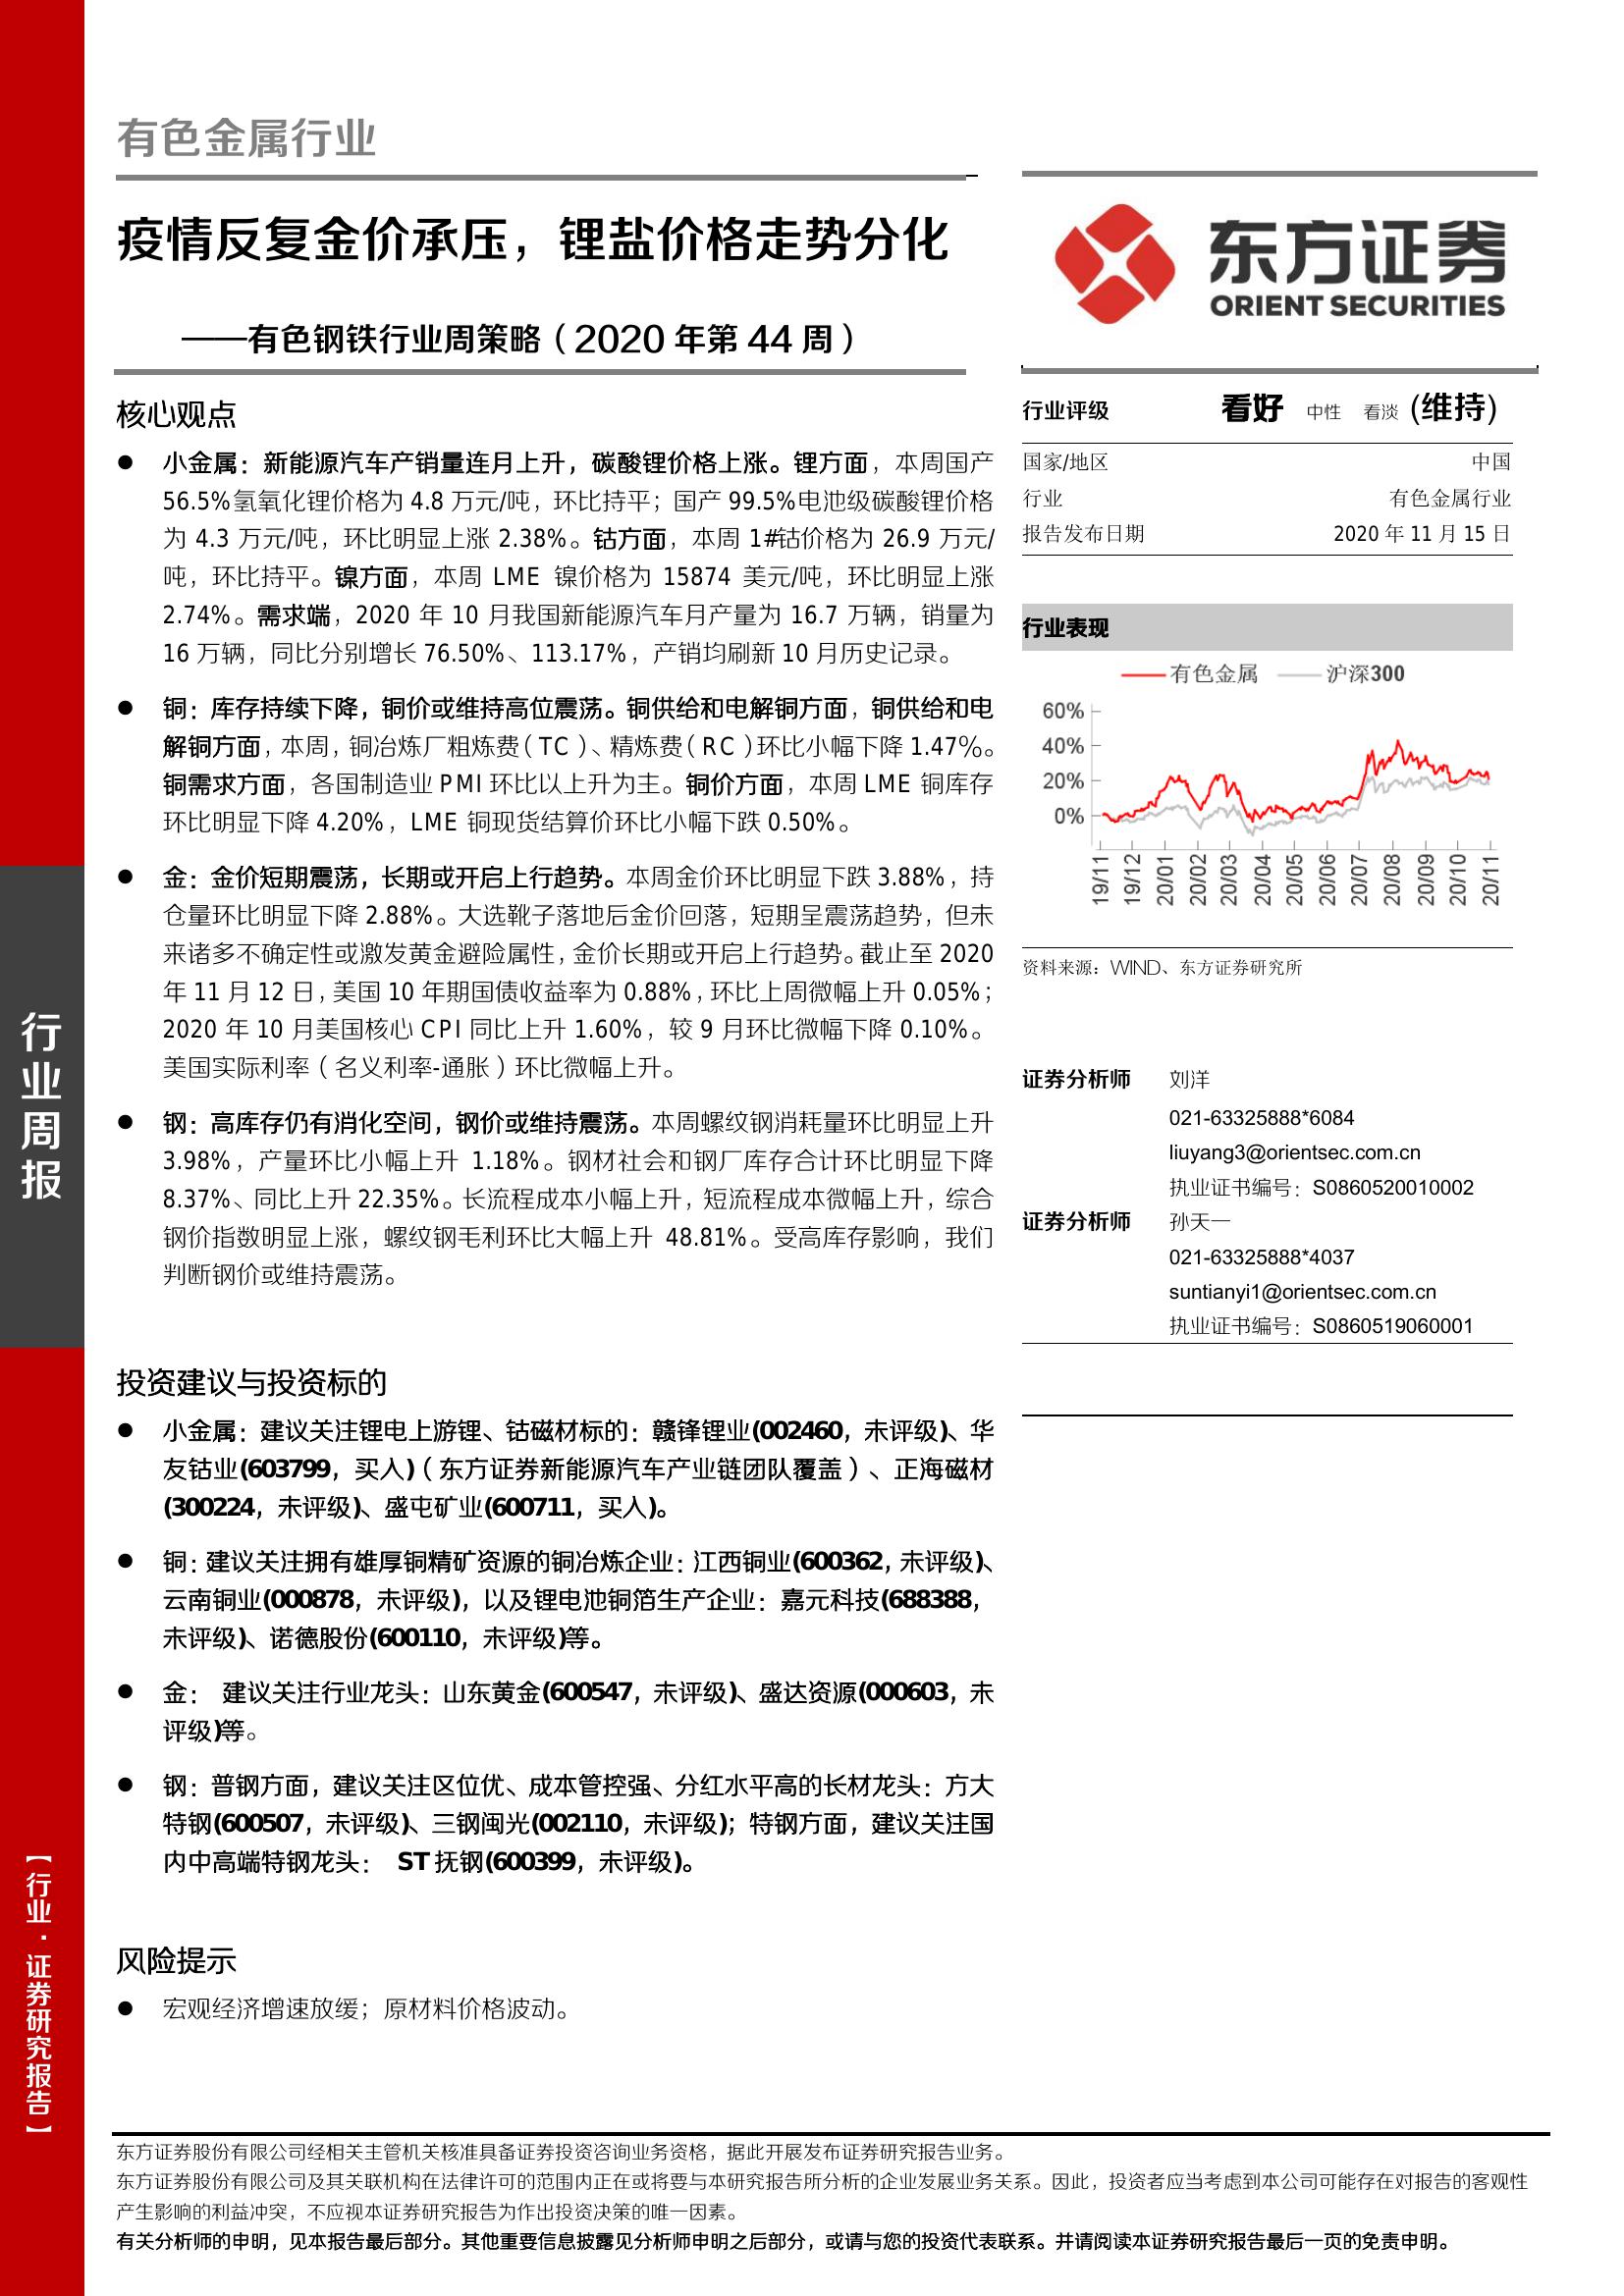 有色金属行业
疫情反复金价承压，锂盐价格走势分化
——有色钢铁行业周策略（2020 年第 44 周）
核心观点
● 小金属：新能源汽车产销量连月上升，碳酸锂价格上涨。锂方面，本周国产
56.5%氢氧化锂价格为 4.8 万元/吨，环比持平；国产 99.5%电池级碳酸锂价格
为 4.3 万元/吨，环比明显上涨 2.38%。钴方面，本周 1#钴价格为 26.9 万元/
吨，环比持平。镍方面，本周 LME 镍价格为 15874 美元/吨，环比明显上涨
2.74%。需求端，2020 年 10 月我国新能源汽车月产量为 16.7 万辆，销量为
16 万辆，同比分别增长 76.50%、113.17%，产销均刷新 10 月历史记录。
● 铜：库存持续下降，铜价或维持高位震荡。铜供给和电解铜方面，铜供给和电
解铜方面，本周，铜冶炼厂粗炼费（TC）、精炼费（RC）环比小幅下降 1.47%。
铜需求方面，各国制造业 PMI 环比以上升为主。铜价方面，本周 LME 铜库存
环比明显下降 4.20%，LME 铜现货结算价环比小幅下跌 0.50%。
● 金：金价短期震荡，长期或开启上行趋势。本周金价环比明显下跌 3.88%，持
仓量环比明显下降 2.88%。大选靴子落地后金价回落，短期呈震荡趋势，但未
来诸多不确定性或激发黄金避险属性，金价长期或开启上行趋势。截止至 2020
年 11 月 12 日，美国 10 年期国债收益率为 0.88%，环比上周微幅上升 0.05%；
2020 年 10 月美国核心 CPI 同比上升 1.60%，较 9 月环比微幅下降 0.10%。
美国实际利率（名义利率-通胀）环比微幅上升。
● 钢：高库存仍有消化空间，钢价或维持震荡。本周螺纹钢消耗量环比明显上升
3.98%，产量环比小幅上升 1.18%。钢材社会和钢厂库存合计环比明显下降
8.37%、同比上升 22.35%。长流程成本小幅上升，短流程成本微幅上升，综合
钢价指数明显上涨，螺纹钢毛利环比大幅上升 48.81%。受高库存影响，我们
判断钢价或维持震荡。
投资建议与投资标的
● 小金属：建议关注锂电上游锂、钴磁材标的：赣锋锂业(002460，未评级)、华
友钴业(603799，买入)（东方证券新能源汽车产业链团队覆盖）、正海磁材
(300224，未评级)、盛屯矿业(600711，买入)。
● 铜：建议关注拥有雄厚铜精矿资源的铜冶炼企业：江西铜业(600362，未评级)、
云南铜业(000878，未评级)，以及锂电池铜箔生产企业：嘉元科技(688388，
未评级)、诺德股份(600110，未评级)等。
● 金： 建议关注行业龙头：山东黄金(600547，未评级)、盛达资源(000603，未
评级)等。
● 钢：普钢方面，建议关注区位优、成本管控强、分红水平高的长材龙头：方大
特钢(600507，未评级)、三钢闽光(002110，未评级)；特钢方面，建议关注国
内中高端特钢龙头： ST 抚钢(600399，未评级)。
风险提示
● 宏观经济增速放缓；原材料价格波动。
东方证券
ORIENT SECURITIES
行业评级 看好 中性 看淡 (维持)
国家/地区 中国
行业 有色金属行业
报告发布日期 2020 年 11 月 15 日
行业表现
有色金属 沪深300
60%
40%
20%
0%
19/11 19/12 20/01 20/02 20/03 20/04 20/05 20/06 20/07 20/08 20/09 20/10 20/11
资料来源：WIND、东方证券研究所
证券分析师 刘洋
021-63325888*6084
liuyang3@orientsec.com.cn
执业证书编号：S0860520010002
证券分析师 孙天一
021-63325888*4037
suntianyi1@orientsec.com.cn
执业证书编号：S0860519060001
行业周报
【行业·证券研究报告】
东方证券股份有限公司经相关主管机关核准具备证券投资咨询业务资格，据此开展发布证券研究报告业务。
东方证券股份有限公司及其关联机构在法律许可的范围内正在或将要与本研究报告所分析的企业发展业务关系。因此，投资者应当考虑到本公司可能存在对报告的客观性
产生影响的利益冲突，不应视本证券研究报告为作出投资决策的唯一因素。
有关分析师的申明，见本报告最后部分。其他重要信息披露见分析师申明之后部分，或请与您的投资代表联系。并请阅读本证券研究报告最后一页的免责申明。